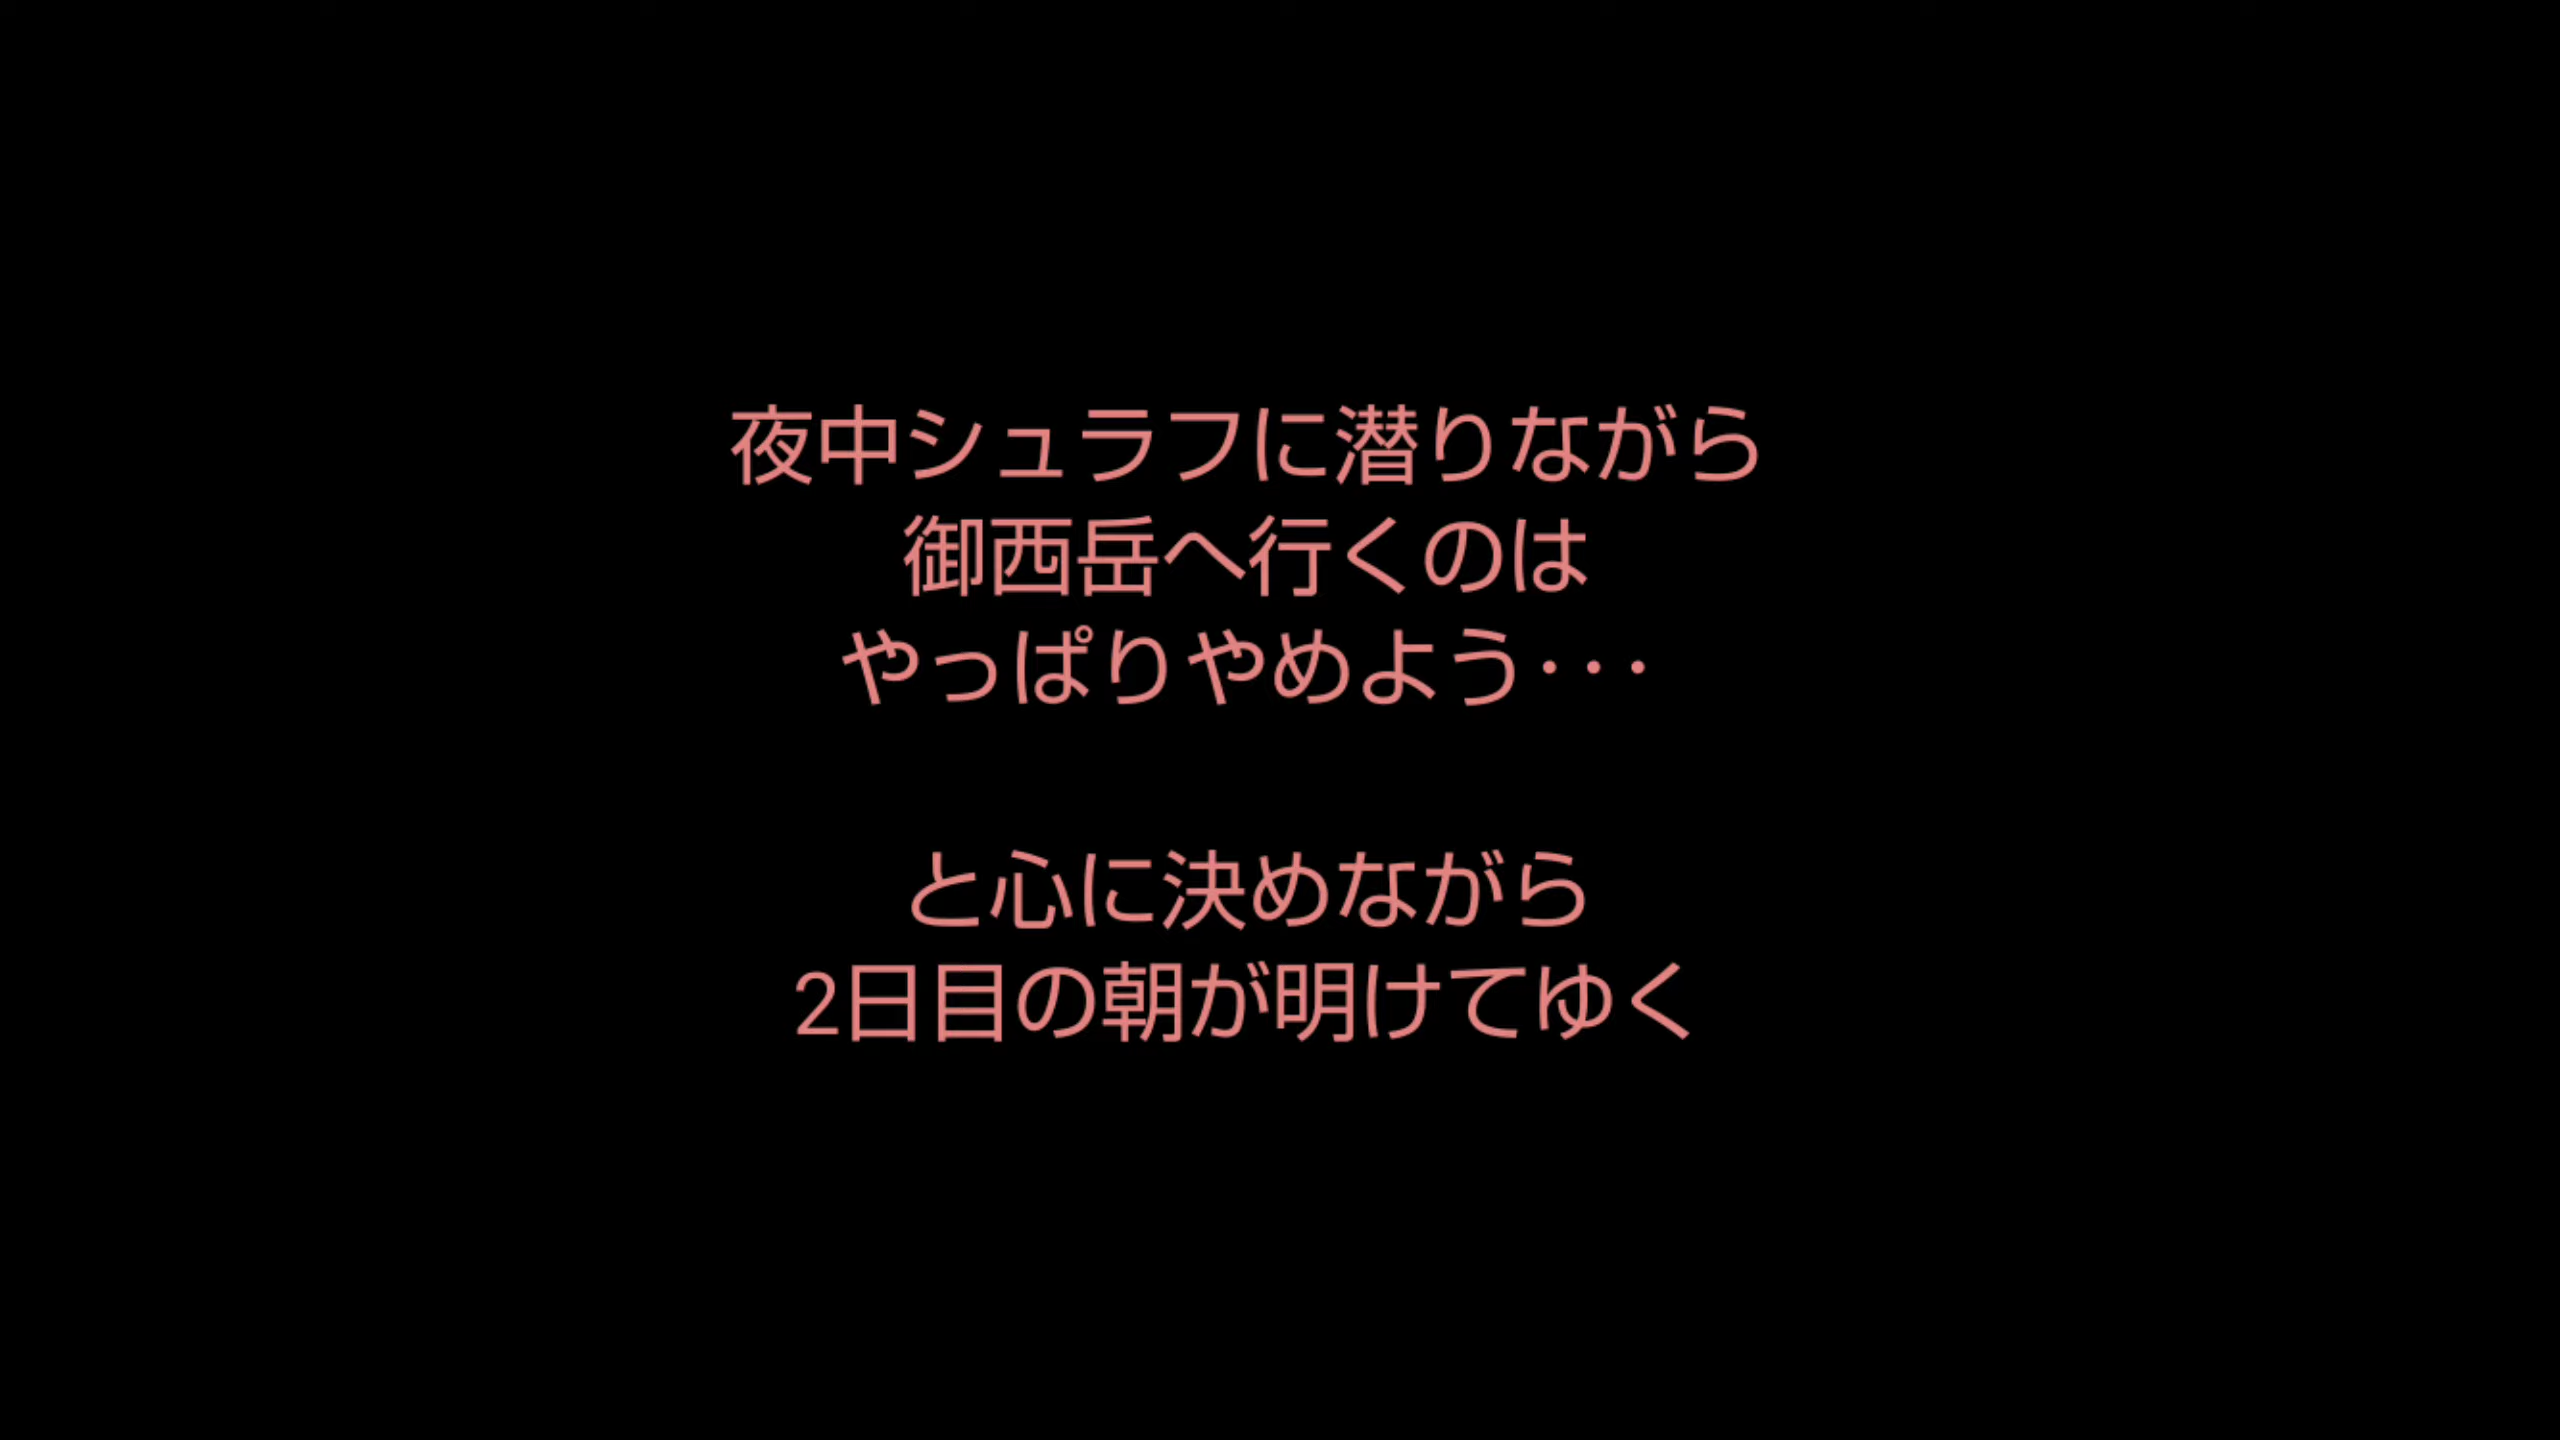 夜中シュラフに潜りながら
御西岳へ行くのは
やっぱりやめよう･･･
と心に決めながら
2日目の朝が明けてゆく